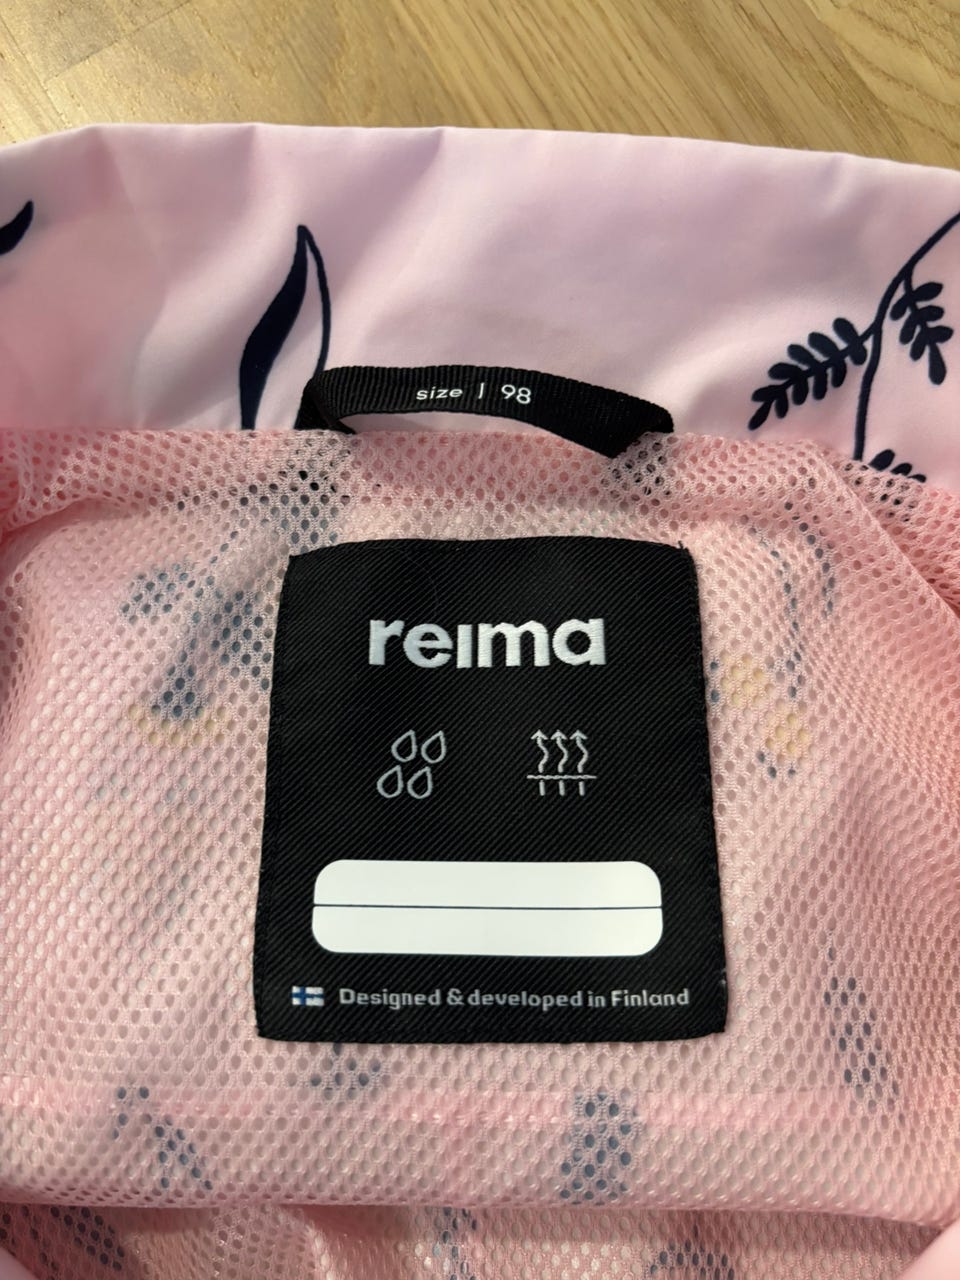 size | 98
reima
Designed & developed in Finland